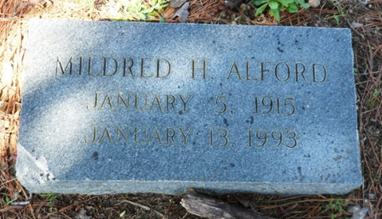 MILDRED H. ALFORD
JANUARY 5, 1915
JANUARY 13, 1993